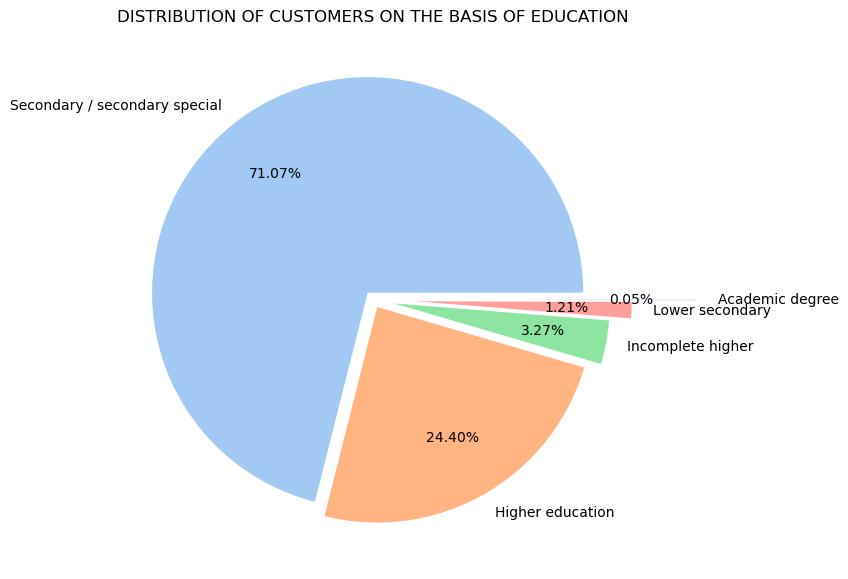 DISTRIBUTION OF CUSTOMERS ON THE BASIS OF EDUCATION
Secondary / secondary special
71.07%
0.05%
Academic degree
1.21%
Lower secondary
3.27%
Incomplete higher
24.40%
Higher education